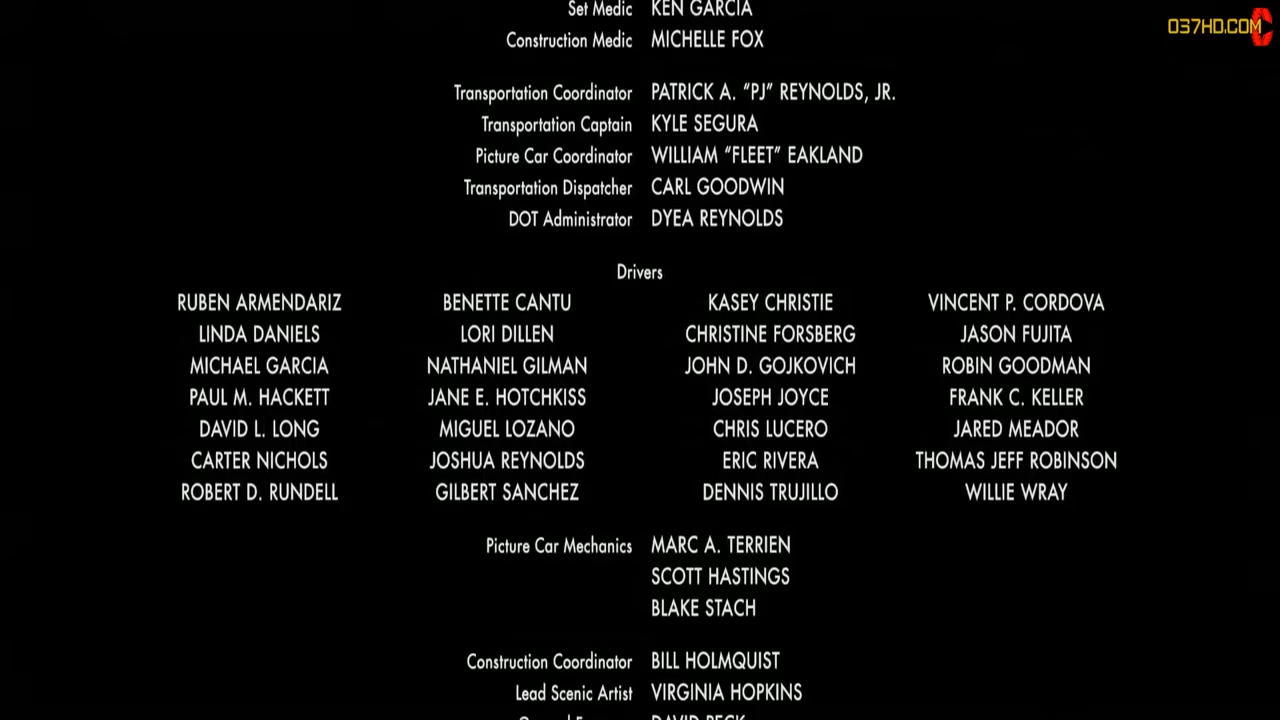 Set Medic KEN GARCIA
037HD.COM
Construction Medic MICHELLE FOX
Transportation Coordinator PATRICK A. “PJ” REYNOLDS, JR.
Transportation Captain KYLE SEGURA
Picture Car Coordinator WILLIAM “FLEET” EAKLAND
Transportation Dispatcher CARL GOODWIN
DOT Administrator DYEA REYNOLDS
Drivers
RUBEN ARMENDARIZ BENETTE CANTU KASEY CHRISTIE VINCENT P. CORDOVA
LINDA DANIELS LORI DILLEN CHRISTINE FORSBERG JASON FUJITA
MICHAEL GARCIA NATHANIEL GILMAN JOHN D. GOJKOVICH ROBIN GOODMAN
PAUL M. HACKETT JANE E. HOTCHKISS JOSEPH JOYCE FRANK C. KELLER
DAVID L. LONG MIGUEL LOZANO CHRIS LUCERO JARED MEADOR
CARTER NICHOLS JOSHUA REYNOLDS ERIC RIVERA THOMAS JEFF ROBINSON
ROBERT D. RUNDELL GILBERT SANCHEZ DENNIS TRUJILLO WILLIE WRAY
Picture Car Mechanics MARC A. TERRIEN
SCOTT HASTINGS
BLAKE STACH
Construction Coordinator BILL HOLMQUIST
Lead Scenic Artist VIRGINIA HOPKINS
DAVID